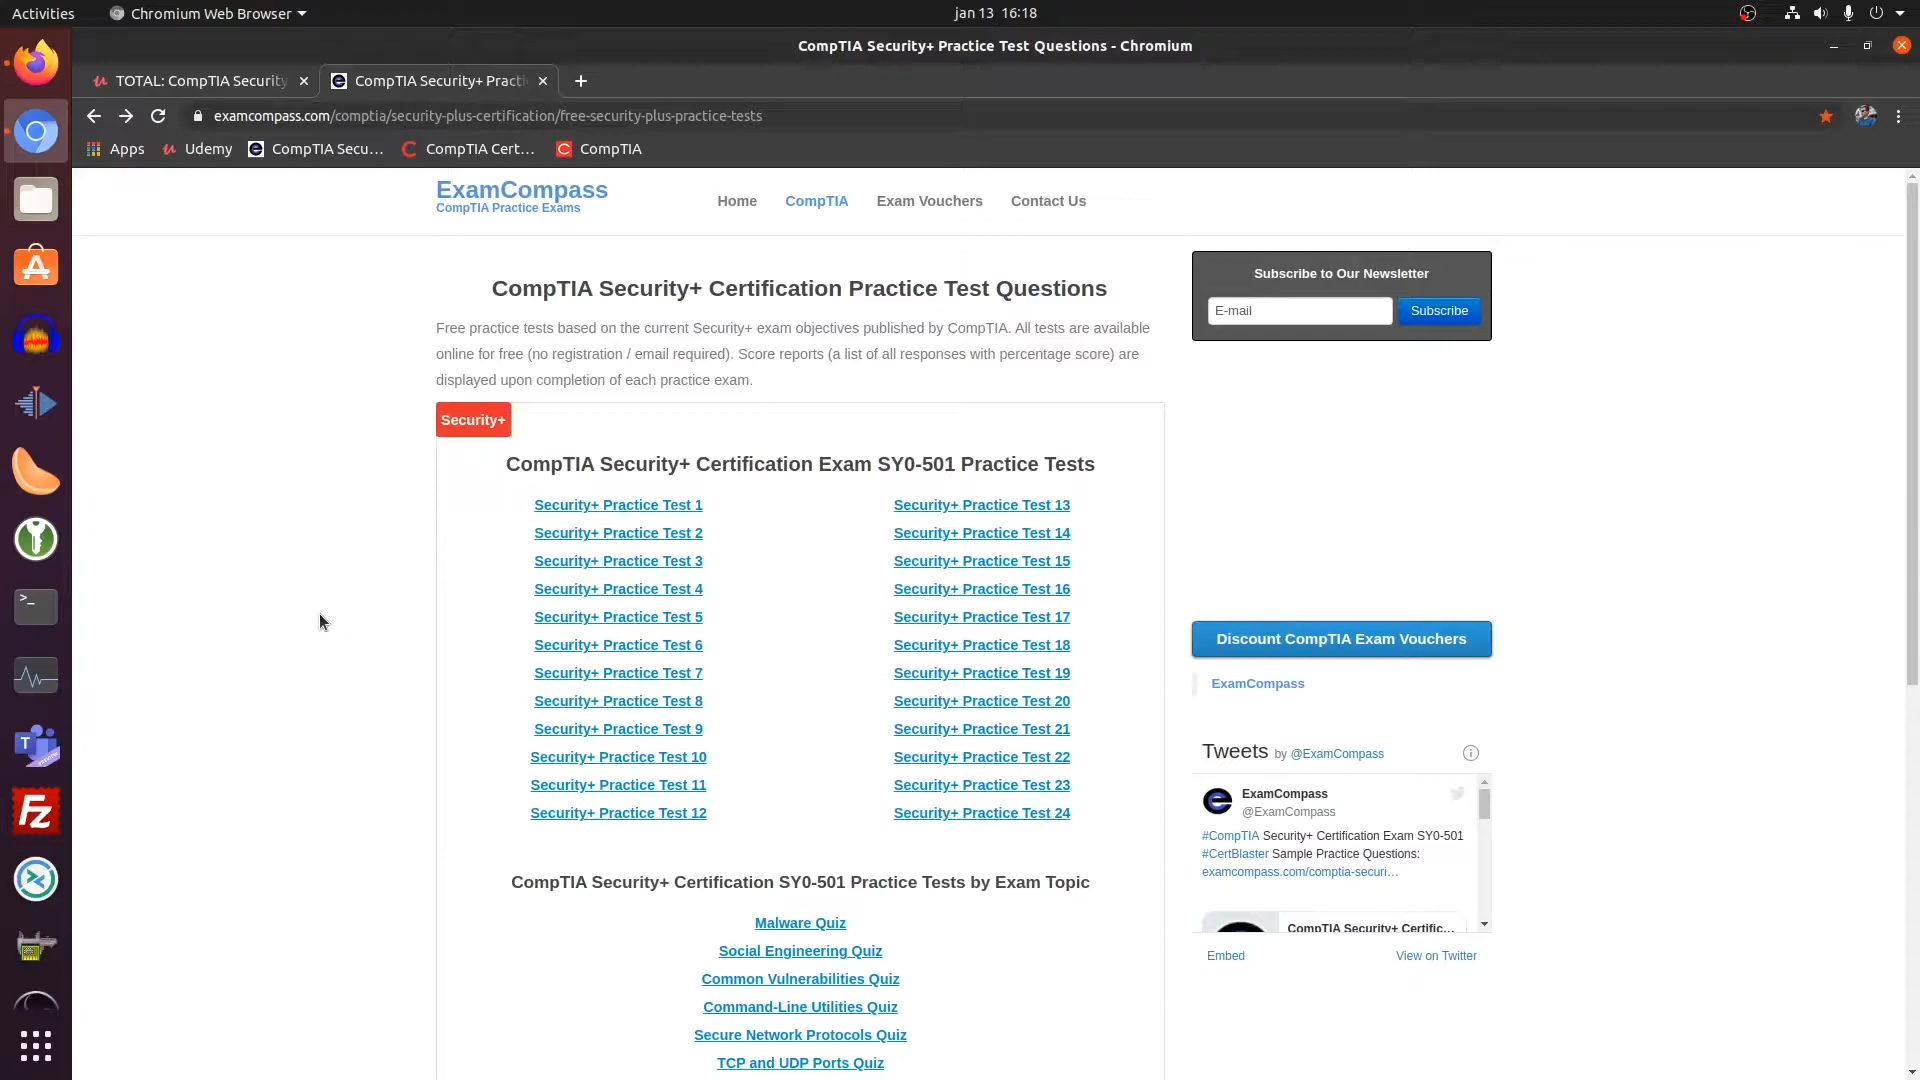 Activities
Chromium Web Browser
jan 13 16:18
CompTIA Security+ Practice Test Questions - Chromium
TOTAL: CompTIA Security
CompTIA Security+ Practi
examcompass.com/comptia/security-plus-certification/free-security-plus-practice-tests
Apps
Udemy
CompTIA Secu...
CompTIA Cert...
CompTIA
ExamCompass
CompTIA Practice Exams
Home
CompTIA
Exam Vouchers
Contact Us
CompTIA Security+ Certification Practice Test Questions
Free practice tests based on the current Security+ exam objectives published by CompTIA. All tests are available
online for free (no registration / email required). Score reports (a list of all responses with percentage score) are
displayed upon completion of each practice exam.
Security+
CompTIA Security+ Certification Exam SY0-501 Practice Tests
Security+ Practice Test 1
Security+ Practice Test 2
Security+ Practice Test 3
Security+ Practice Test 4
Security+ Practice Test 5
Security+ Practice Test 6
Security+ Practice Test 7
Security+ Practice Test 8
Security+ Practice Test 9
Security+ Practice Test 10
Security+ Practice Test 11
Security+ Practice Test 12
Security+ Practice Test 13
Security+ Practice Test 14
Security+ Practice Test 15
Security+ Practice Test 16
Security+ Practice Test 17
Security+ Practice Test 18
Security+ Practice Test 19
Security+ Practice Test 20
Security+ Practice Test 21
Security+ Practice Test 22
Security+ Practice Test 23
Security+ Practice Test 24
CompTIA Security+ Certification SY0-501 Practice Tests by Exam Topic
Malware Quiz
Social Engineering Quiz
Common Vulnerabilities Quiz
Command-Line Utilities Quiz
Secure Network Protocols Quiz
TCP and UDP Ports Quiz
Subscribe to Our Newsletter
E-mail
Subscribe
Discount CompTIA Exam Vouchers
ExamCompass
Tweets by @ExamCompass
ExamCompass
@ExamCompass
#CompTIA Security+ Certification Exam SY0-501
#CertBlaster Sample Practice Questions:
examcompass.com/comptia-securi…
CompTIA Security+ Certific...
Embed
View on Twitter